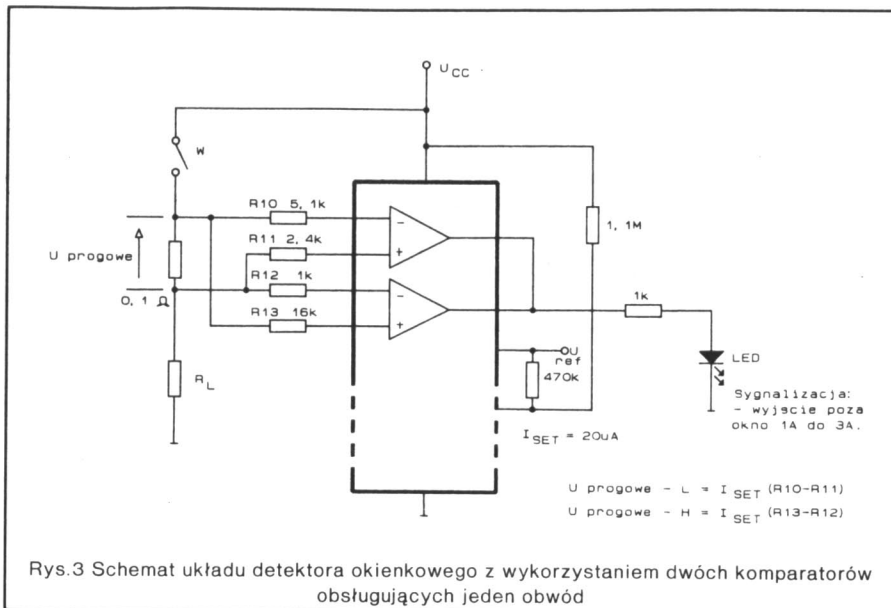 U CC
W
R10 5, 1k
R11 2, 4k
R12 1k
R13 16k
U progowe
0, 1 Ω
R L
-
+
-
+
1, 1M
1k
U ref
470k
LED
Sygnalizacja:
- wyjscie poza
okno 1A do 3A.
I SET = 20uA
U progowe - L = I SET (R10-R11)
U progowe - H = I SET (R13-R12)
Rys.3 Schemat układu detektora okienkowego z wykorzystaniem dwóch komparatorów
obsługujących jeden obwód